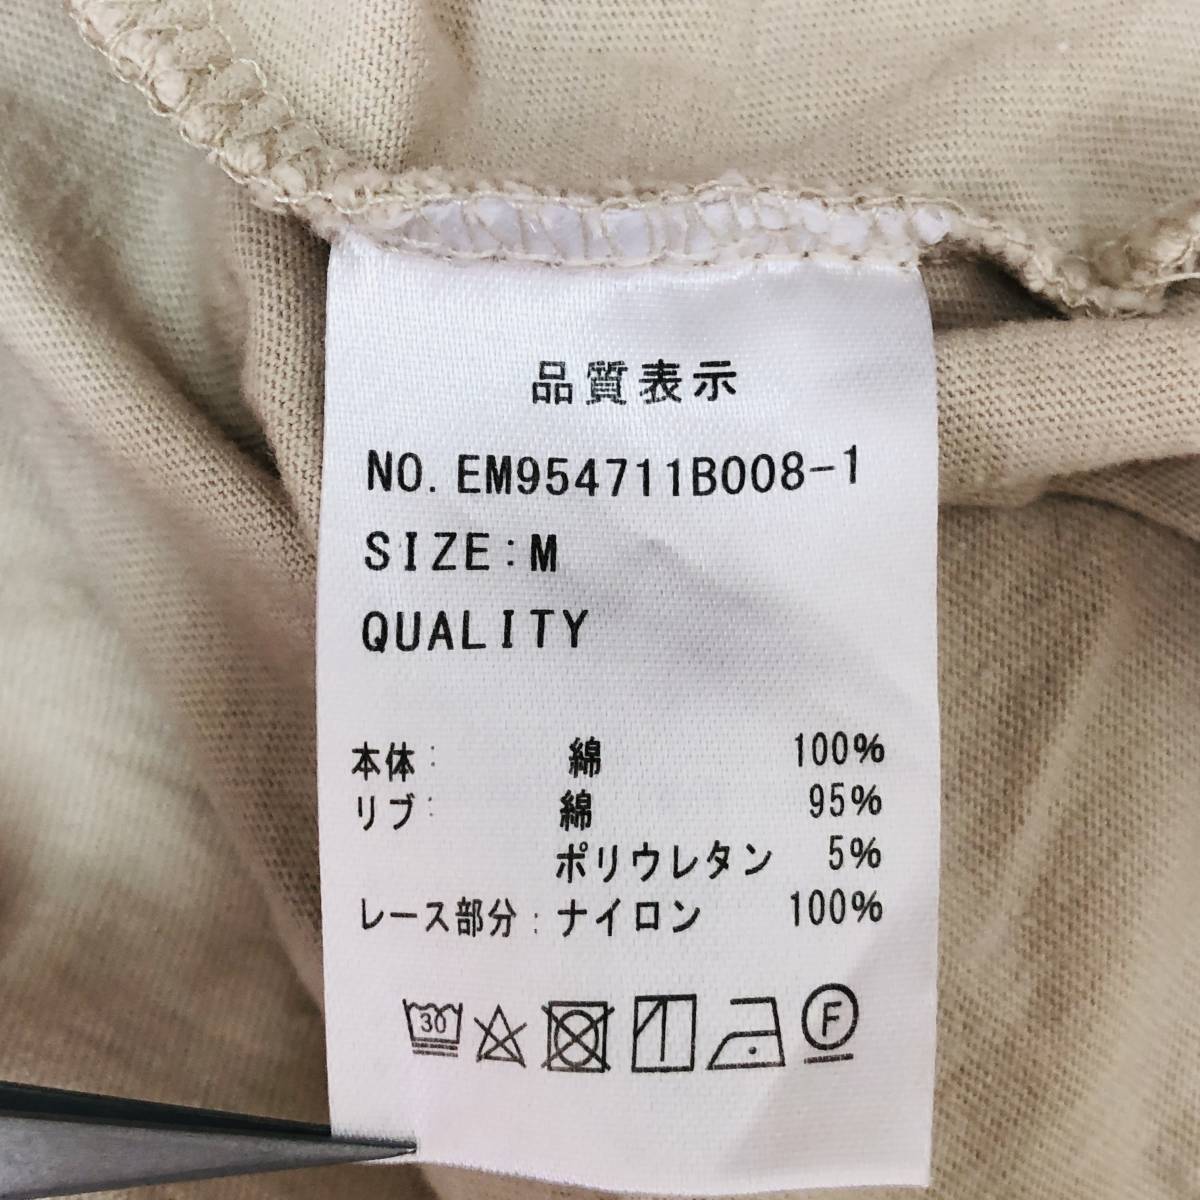 品質表示
NO. EM954711B008-1
SIZE:M
QUALITY
本体: 綿 100%
リブ: 綿 95%
ポリウレタン 5%
レース部分:ナイロン 100%
30 F